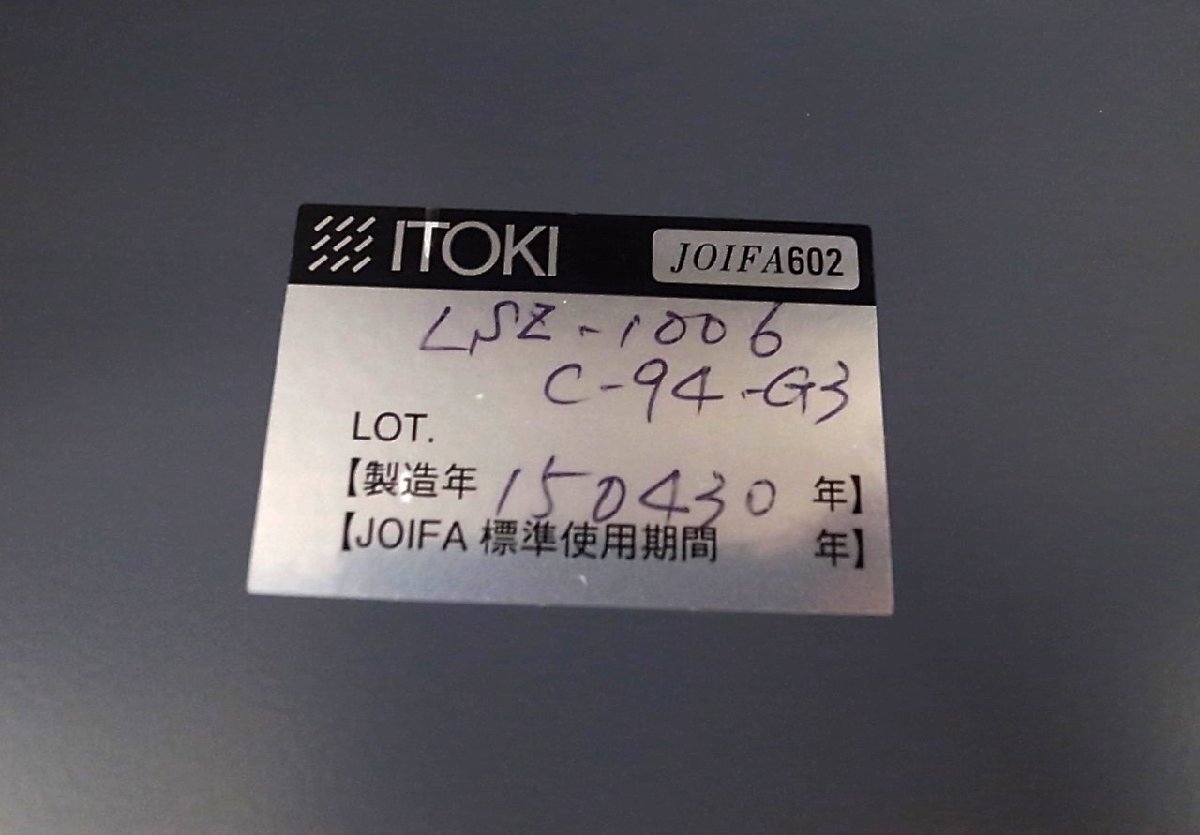 ITOKI JOIFA602
LSZ-1006
C-94-G3
LOT.
【製造年 150430 年】
【JOIFA 標準使用期間 年】